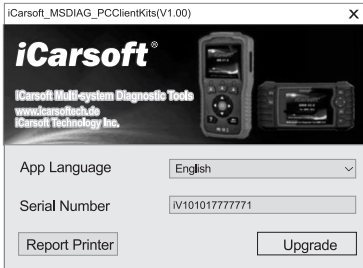 iCarsoft_MSDIAG_PCClientKits(V1.00)
iCarsoft®
iCarsoft Multi-system Diagnostic Tools
www.icarsoftech.de
iCarsoft Technology Inc.
App Language
English
Serial Number
iV101017777771
Report Printer
Upgrade